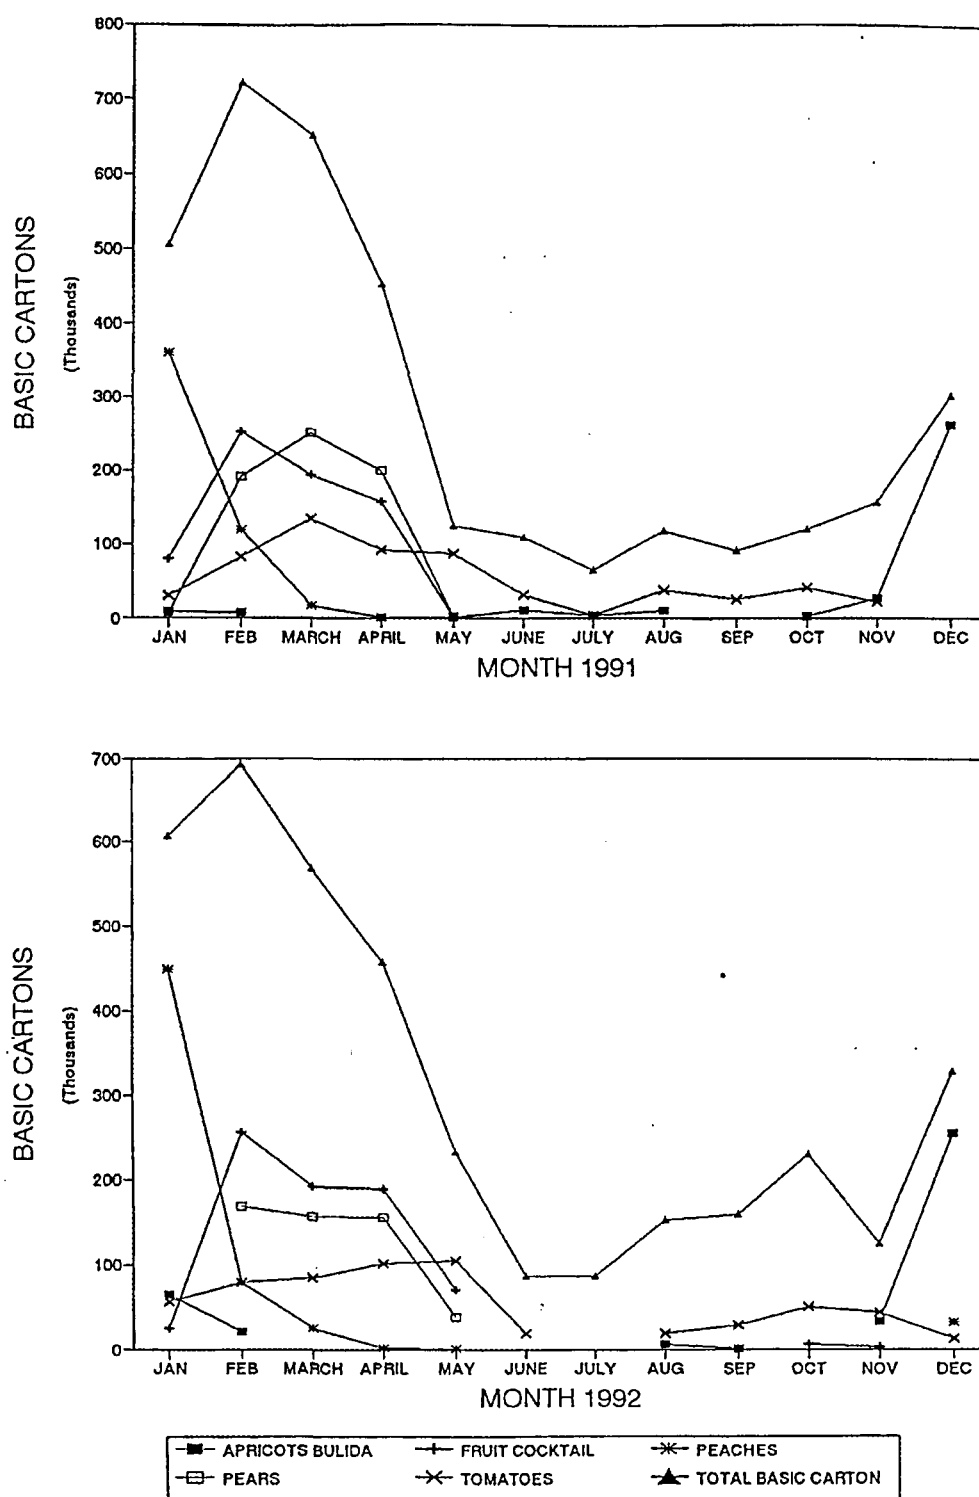 BASIC CARTONS
(Thousands)
800
700
600
500
400
300
200
100
0
JAN FEB MARCH APRIL MAY JUNE JULY AUG SEP OCT NOV DEC
MONTH 1991
BASIC CARTONS
(Thousands)
700
600
500
400
300
200
100
0
JAN FEB MARCH APRIL MAY JUNE JULY AUG SEP OCT NOV DEC
MONTH 1992
APRICOTS BULIDA FRUIT COCKTAIL PEACHES
PEARS TOMATOES TOTAL BASIC CARTON